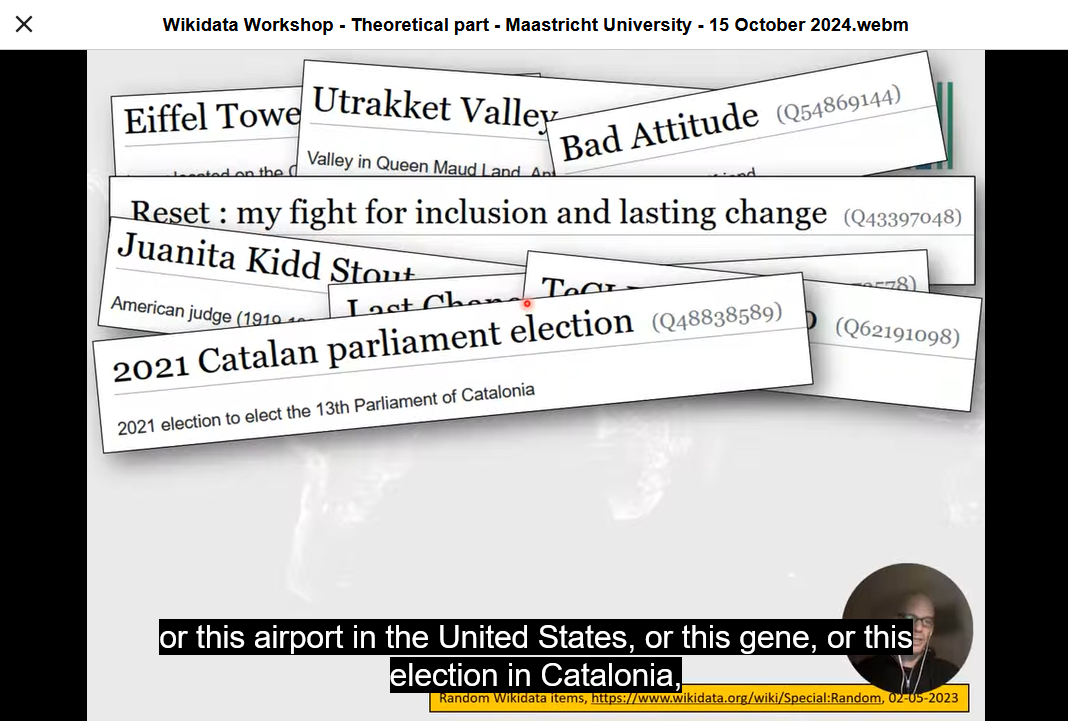 Wikidata Workshop - Theoretical part - Maastricht University - 15 October 2024.webm
Eiffel Towe
Utrakket Valley
Bad Attitude (Q54869144)
on the
Valley in Queen Maud Land,
Reset : my fight for inclusion and lasting change (Q43397048)
Juanita Kidd Stout
American judge (1919
Last
2021 Catalan parliament election (Q48838589)
(Q62191098)
2021 election to elect the 13th Parliament of Catalonia
or this airport in the United States, or this gene, or this
election in Catalonia,
Random Wikidata items, https://www.wikidata.org/wiki/Special:Random, 02-05-2023